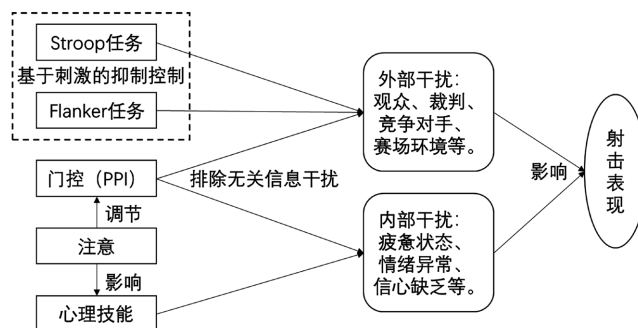 Stroop任务
基于刺激的抑制控制
Flanker任务
门控（PPI）
调节
注意
影响
心理技能
排除无关信息干扰
外部干扰：
观众、裁判、
竞争对手、
赛场环境等。
内部干扰：
疲惫状态、
情绪异常、
信心缺乏等。
影响
射击表现